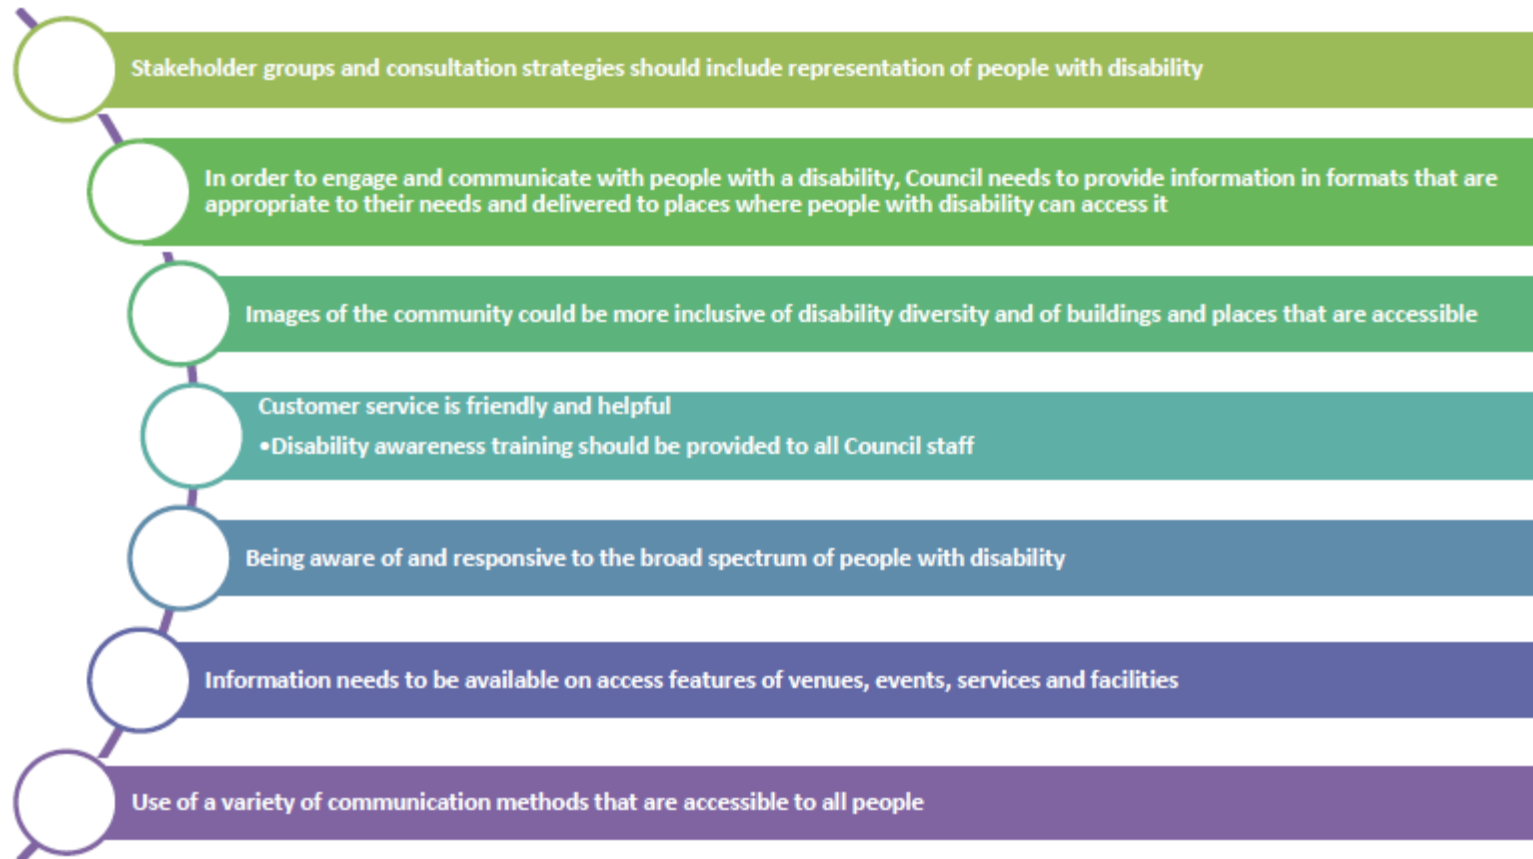 Stakeholder groups and consultation strategies should include representation of people with disability
In order to engage and communicate with people with a disability, Council needs to provide information in formats that are
appropriate to their needs and delivered to places where people with disability can access it
Images of the community could be more inclusive of disability diversity and of buildings and places that are accessible
Customer service is friendly and helpful
•Disability awareness training should be provided to all Council staff
Being aware of and responsive to the broad spectrum of people with disability
Information needs to be available on access features of venues, events, services and facilities
Use of a variety of communication methods that are accessible to all people